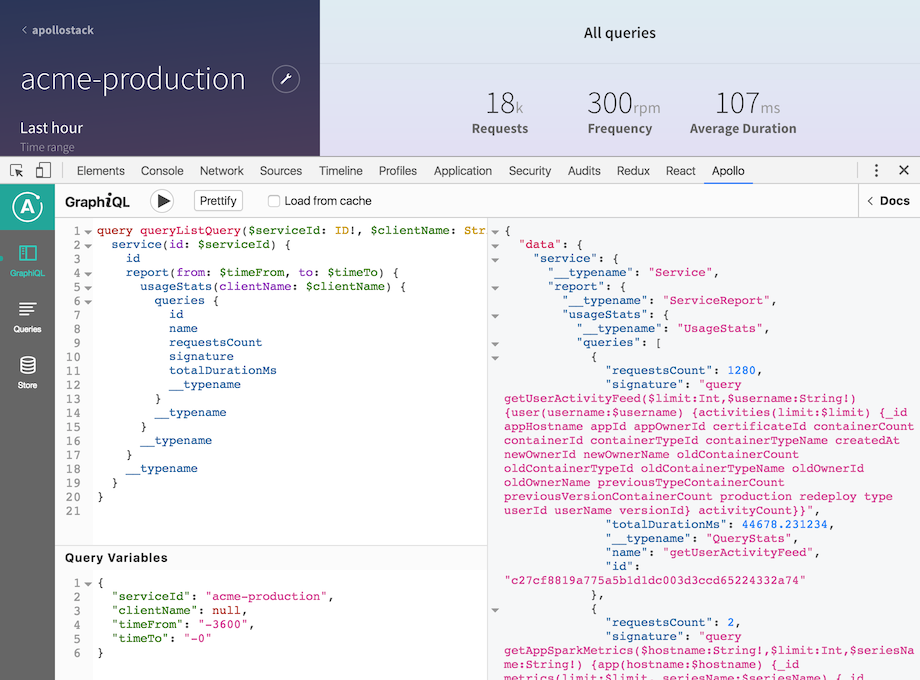 < apollostack
acme-production
Last hour
Time range
All queries
18k
Requests
300rpm
Frequency
107ms
Average Duration
Elements Console Network Sources Timeline Profiles Application Security Audits Redux React Apollo
GraphiQL Prettify Load from cache < Docs
A
GraphiQL
Queries
Store
1 query queryListQuery($serviceId: ID!, $clientName: Str
2 service(id: $serviceId) {
3 id
4 report(from: $timeFrom, to: $timeTo) {
5 usageStats(clientName: $clientName) {
6 queries {
7 id
8 name
9 requestsCount
10 signature
11 totalDurationMs
12 __typename
13 }
14 __typename
15 }
16 __typename
17 }
18 __typename
19 }
20 }
21
Query Variables
1 {
2 "serviceId": "acme-production",
3 "clientName": null,
4 "timeFrom": "-3600",
5 "timeTo": "-0"
6 }
{
"data": {
"service": {
"__typename": "Service",
"report": {
"__typename": "ServiceReport",
"usageStats": {
"__typename": "UsageStats",
"queries": [
{
"requestsCount": 1280,
"signature": "query
getUserActivityFeed($limit:Int,$username:String!)
{user(username:$username) {activities(limit:$limit) {_id
appHostname appId appOwnerId certificateId containerCount
containerId containerTypeId containerTypeName createdAt
newOwnerId newOwnerName oldContainerCount
oldContainerTypeId oldContainerTypeName oldOwnerId
oldOwnerName previousTypeContainerCount
previousVersionContainerCount production redeploy type
userId userName versionId} activityCount}}",
"totalDurationMs": 44678.231234,
"__typename": "QueryStats",
"name": "getUserActivityFeed",
"id":
"c27cf8819a775a5b1d1dc003d3ccd65224332a74"
},
{
"requestsCount": 2,
"signature": "query
getAppSparkMetrics($hostname:String!,$limit:Int,$seriesNa
me:String!) {app(hostname:$hostname) {_id
metrics(limit:$limit, seriesName:$seriesName) {_id